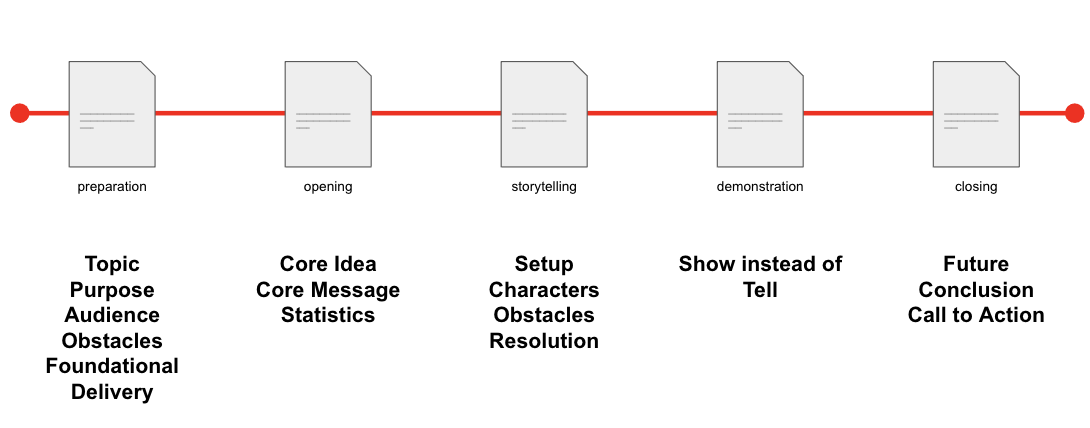 preparation
opening
storytelling
demonstration
closing
Topic
Purpose
Audience
Obstacles
Foundational
Delivery
Core Idea
Core Message
Statistics
Setup
Characters
Obstacles
Resolution
Show instead of
Tell
Future
Conclusion
Call to Action